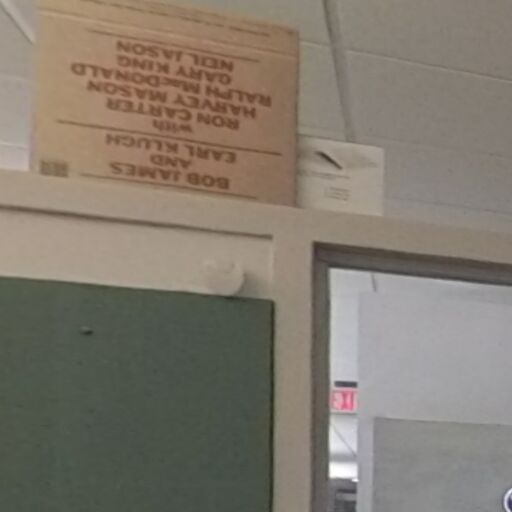 BOB JAMES
AND
EARL KLUGH
with
RON CARTER
HARVEY MASON
RALPH MacDONALD
GARY KING
NEIL JASON
EXIT